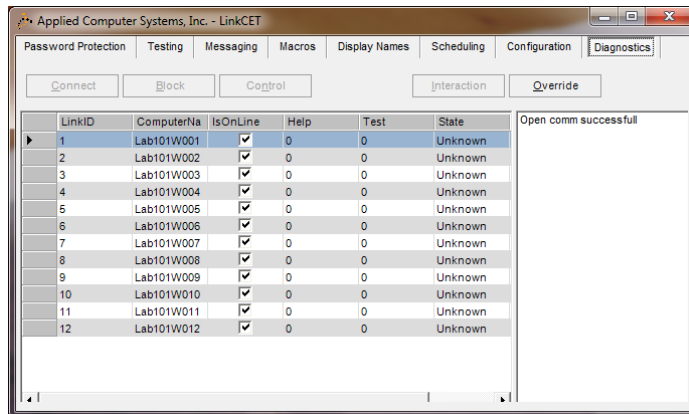 Applied Computer Systems, Inc. - LinkCET
Password Protection Testing Messaging Macros Display Names Scheduling Configuration Diagnostics
Connect Block Control Interaction Override
LinkID ComputerNa IsOnLine Help Test State
1 Lab101W001 0 0 Unknown
2 Lab101W002 0 0 Unknown
3 Lab101W003 0 0 Unknown
4 Lab101W004 0 0 Unknown
5 Lab101W005 0 0 Unknown
6 Lab101W006 0 0 Unknown
7 Lab101W007 0 0 Unknown
8 Lab101W008 0 0 Unknown
9 Lab101W009 0 0 Unknown
10 Lab101W010 0 0 Unknown
11 Lab101W011 0 0 Unknown
12 Lab101W012 0 0 Unknown
Open comm successfull